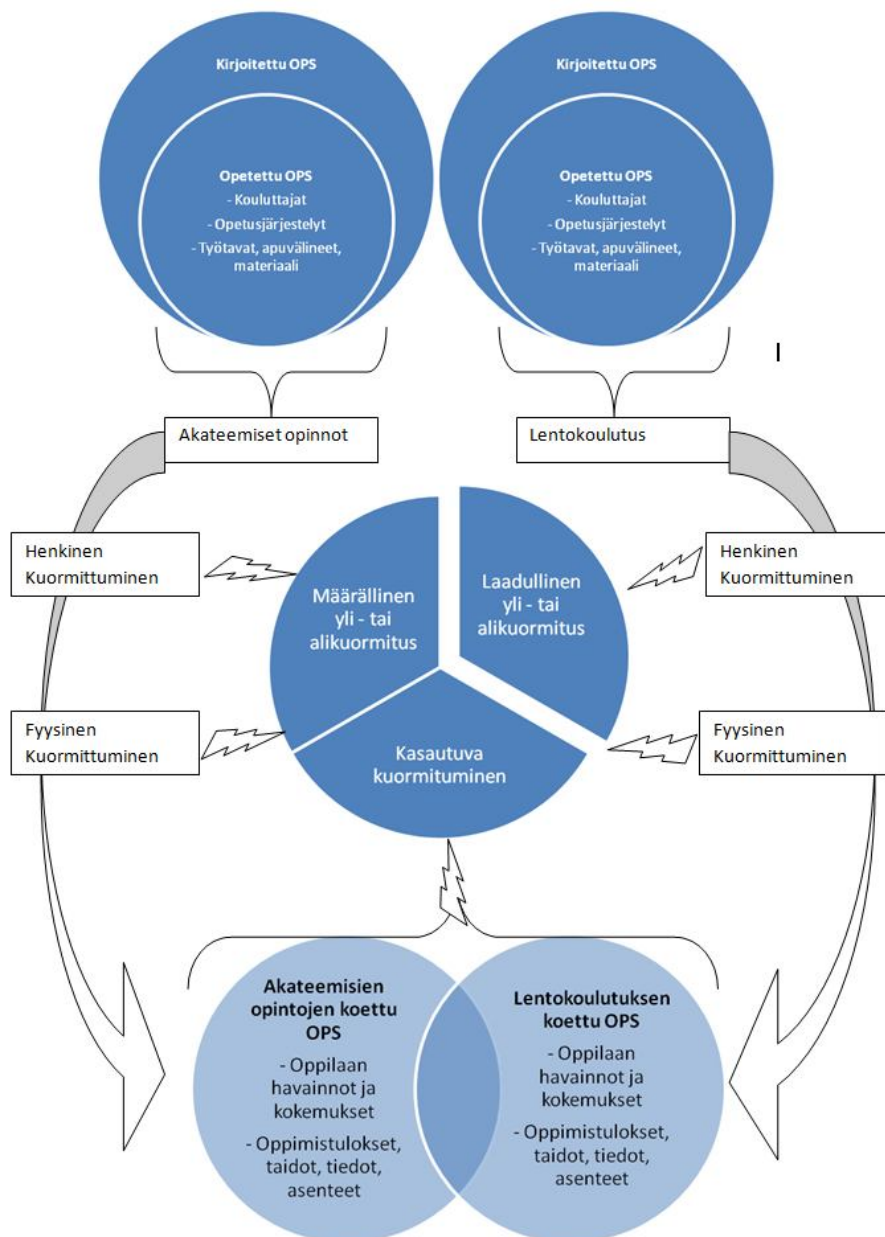 Kirjoitettu OPS
Opetettu OPS
- Kouluttajat
- Opetusjärjestelyt
- Työtavat, apuvälineet,
materiaali
Kirjoitettu OPS
Opetettu OPS
- Kouluttajat
- Opetusjärjestelyt
- Työtavat, apuvälineet,
materiaali
I
Akateemiset opinnot
Lentokoulutus
Henkinen
Kuormittuminen
Määrällinen
yli - tai
alikuormitus
Laadullinen
yli - tai
alikuormitus
Henkinen
Kuormittuminen
Fyysinen
Kuormittuminen
Kasautuva
kuormituminen
Fyysinen
Kuormittuminen
Akateemisien
opintojen koettu
OPS
- Oppilaan
havainnot ja
kokemukset
- Oppimistulokset,
taidot, tiedot,
asenteet
Lentokoulutuksen
koettu OPS
- Oppilaan
havainnot ja
kokemukset
- Oppimistulokset,
taidot, tiedot,
asenteet